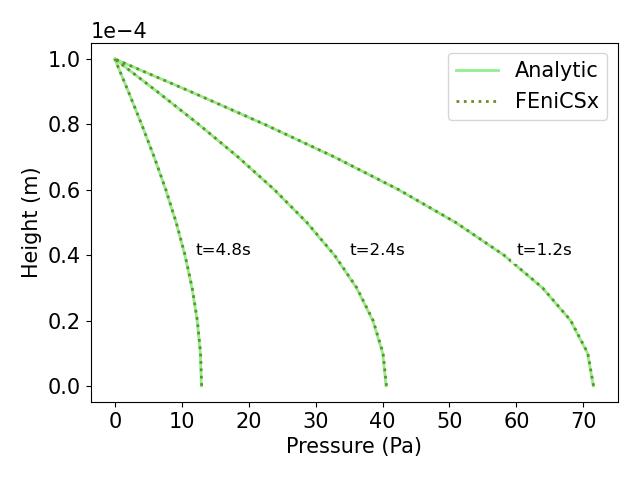 1e−4
1.0
0.8
0.6
0.4
0.2
0.0
Height (m)
Analytic
FEniCSx
t=4.8s
t=2.4s
t=1.2s
0 10 20 30 40 50 60 70
Pressure (Pa)